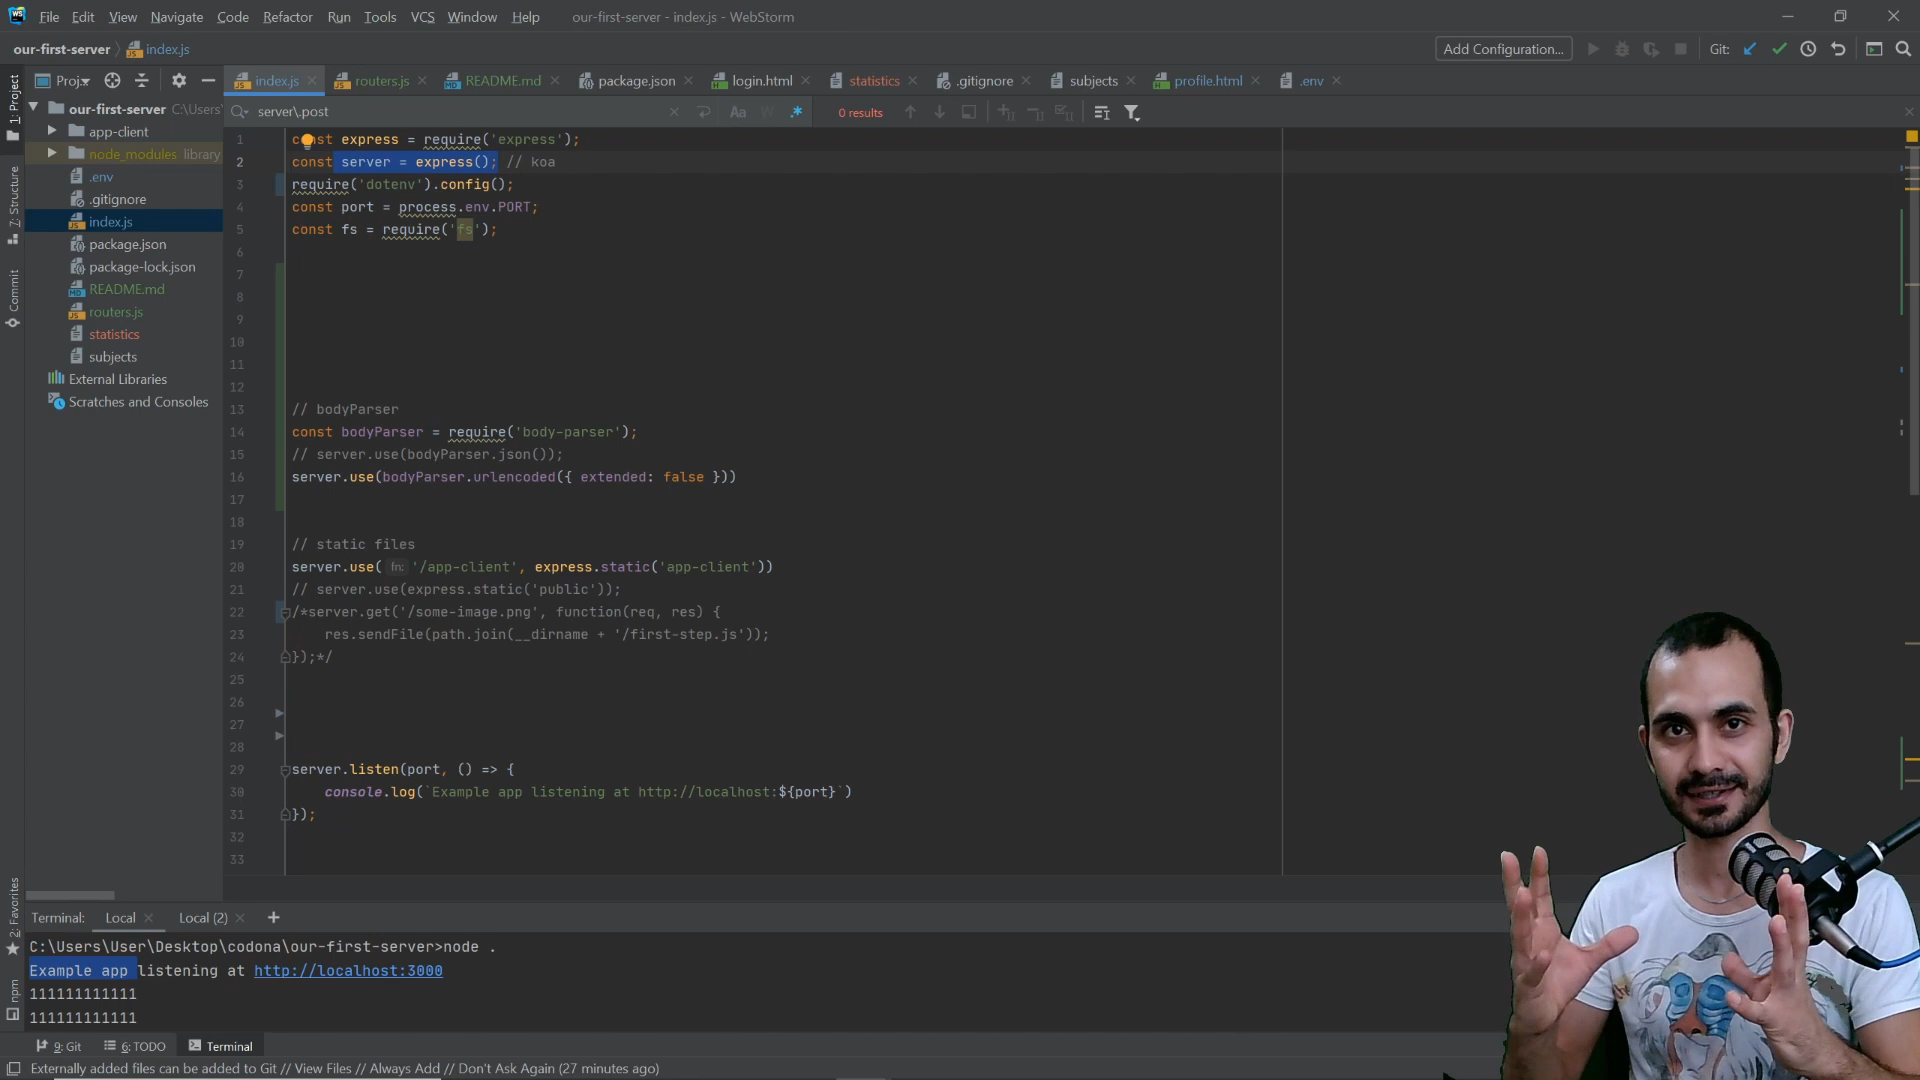 WS File Edit View Navigate Code Refactor Run Tools VCS Window Help our-first-server - index.js - WebStorm
our-first-server index.js Add Configuration... Git:
Proj. index.js routers.js README.md package.json login.html statistics .gitignore subjects profile.html .env
server\.post Aa W .* 0 results
1: Project
7: Structure
Commit
2: Favorites
npm
our-first-server C:\Users'
app-client
node_modules library
.env
.gitignore
index.js
package.json
package-lock.json
README.md
routers.js
statistics
subjects
External Libraries
Scratches and Consoles
1 const express = require('express');
2 const server = express(); // koa
3 require('dotenv').config();
4 const port = process.env.PORT;
5 const fs = require('fs');
6
7
8
9
10
11
12
13 // bodyParser
14 const bodyParser = require('body-parser');
15 // server.use(bodyParser.json());
16 server.use(bodyParser.urlencoded({ extended: false }))
17
18
19 // static files
20 server.use( fn: '/app-client', express.static('app-client'))
21 // server.use(express.static('public'));
22 /*server.get('/some-image.png', function(req, res) {
23 res.sendFile(path.join(__dirname + '/first-step.js'));
24 });*/
25
26
27
28
29 server.listen(port, () => {
30 console.log(`Example app listening at http://localhost:${port}`)
31 });
32
33
Terminal: Local Local (2) +
C:\Users\User\Desktop\codona\our-first-server>node .
Example app listening at http://localhost:3000
111111111111
111111111111
9: Git 6: TODO Terminal
Externally added files can be added to Git // View Files // Always Add // Don't Ask Again (27 minutes ago)